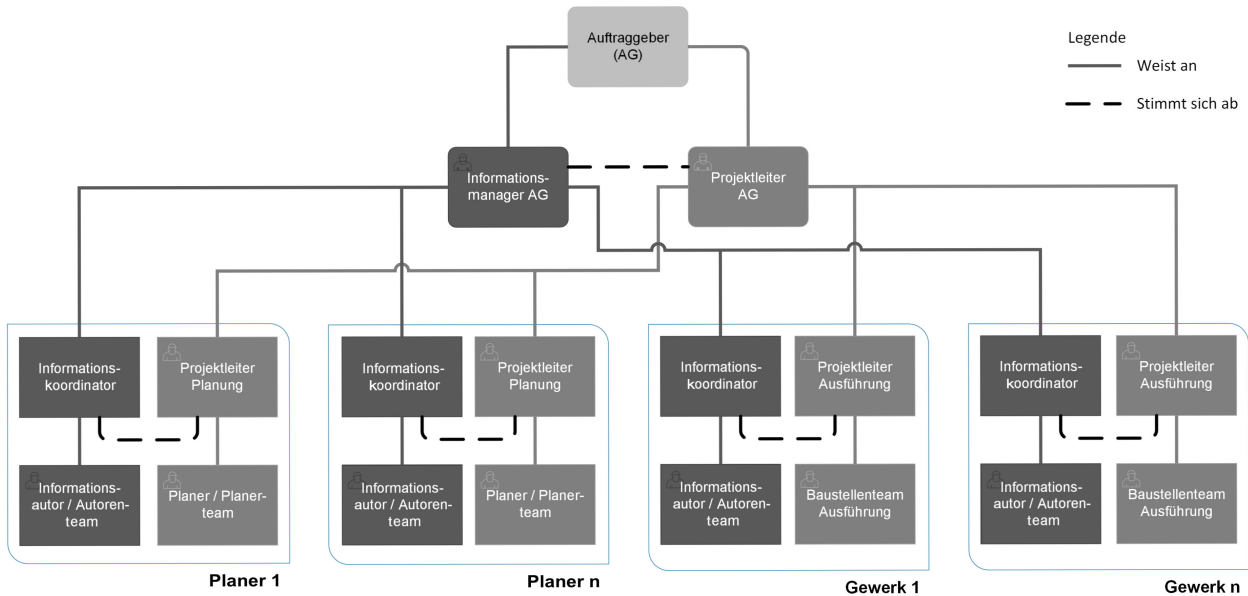 Auftraggeber
(AG)
Legende
Weist an
Stimmt sich ab
Informations-
manager AG
Projektleiter
AG
Informations-
koordinator
Projektleiter
Planung
Informations-
autor / Autoren-
team
Planer / Planer-
team
Planer 1
Informations-
koordinator
Projektleiter
Planung
Informations-
autor / Autoren-
team
Planer / Planer-
team
Planer n
Informations-
koordinator
Projektleiter
Ausführung
Informations-
autor / Autoren-
team
Baustellenteam
Ausführung
Gewerk 1
Informations-
koordinator
Projektleiter
Ausführung
Informations-
autor / Autoren-
team
Baustellenteam
Ausführung
Gewerk n